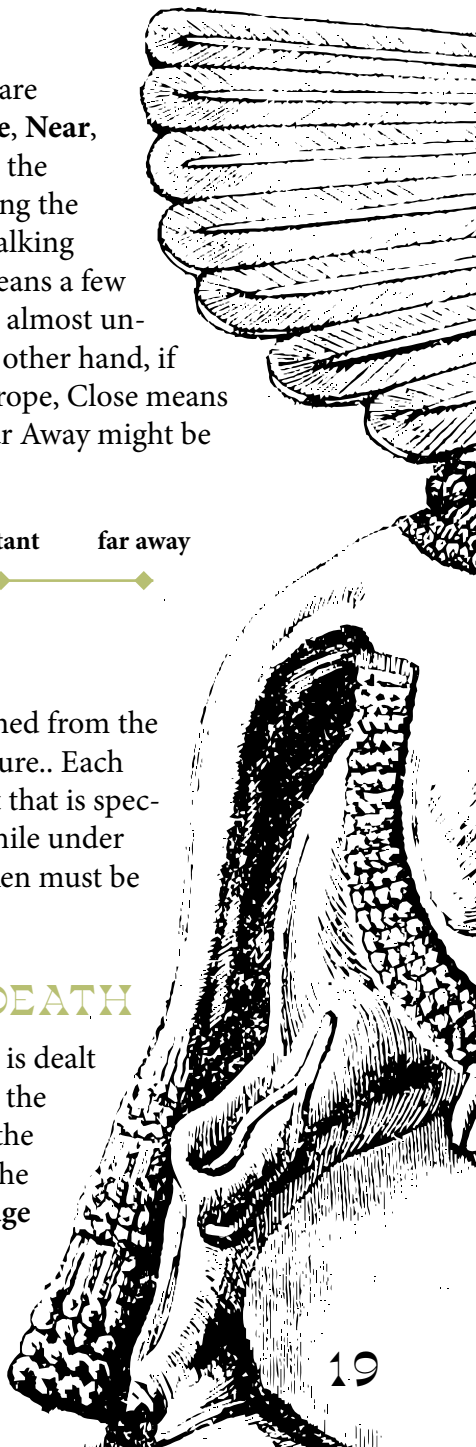 are
e, Near,
the
ng the
alking
eans a few
almost un-
other hand, if
rope, Close means
ar Away might be
tant far away
ned from the
ure.. Each
t that is spec-
hile under
en must be
DEATH
is dealt
the
the
he
ge
19